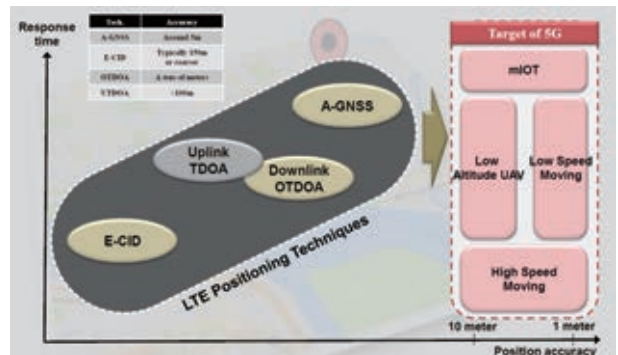 Response
time
Tech. Accuracy
A-GNSS Around 5m
E-CID Typically 150m
or coarser
OTDOA A tens of meters
UTDOA <100m
Target of 5G
mIOT
A-GNSS
Uplink
TDOA
Downlink
OTDOA
Low
Altitude UAV
Low Speed
Moving
E-CID
LTE Positioning Techniques
High Speed
Moving
10 meter
1 meter
Position accuracy